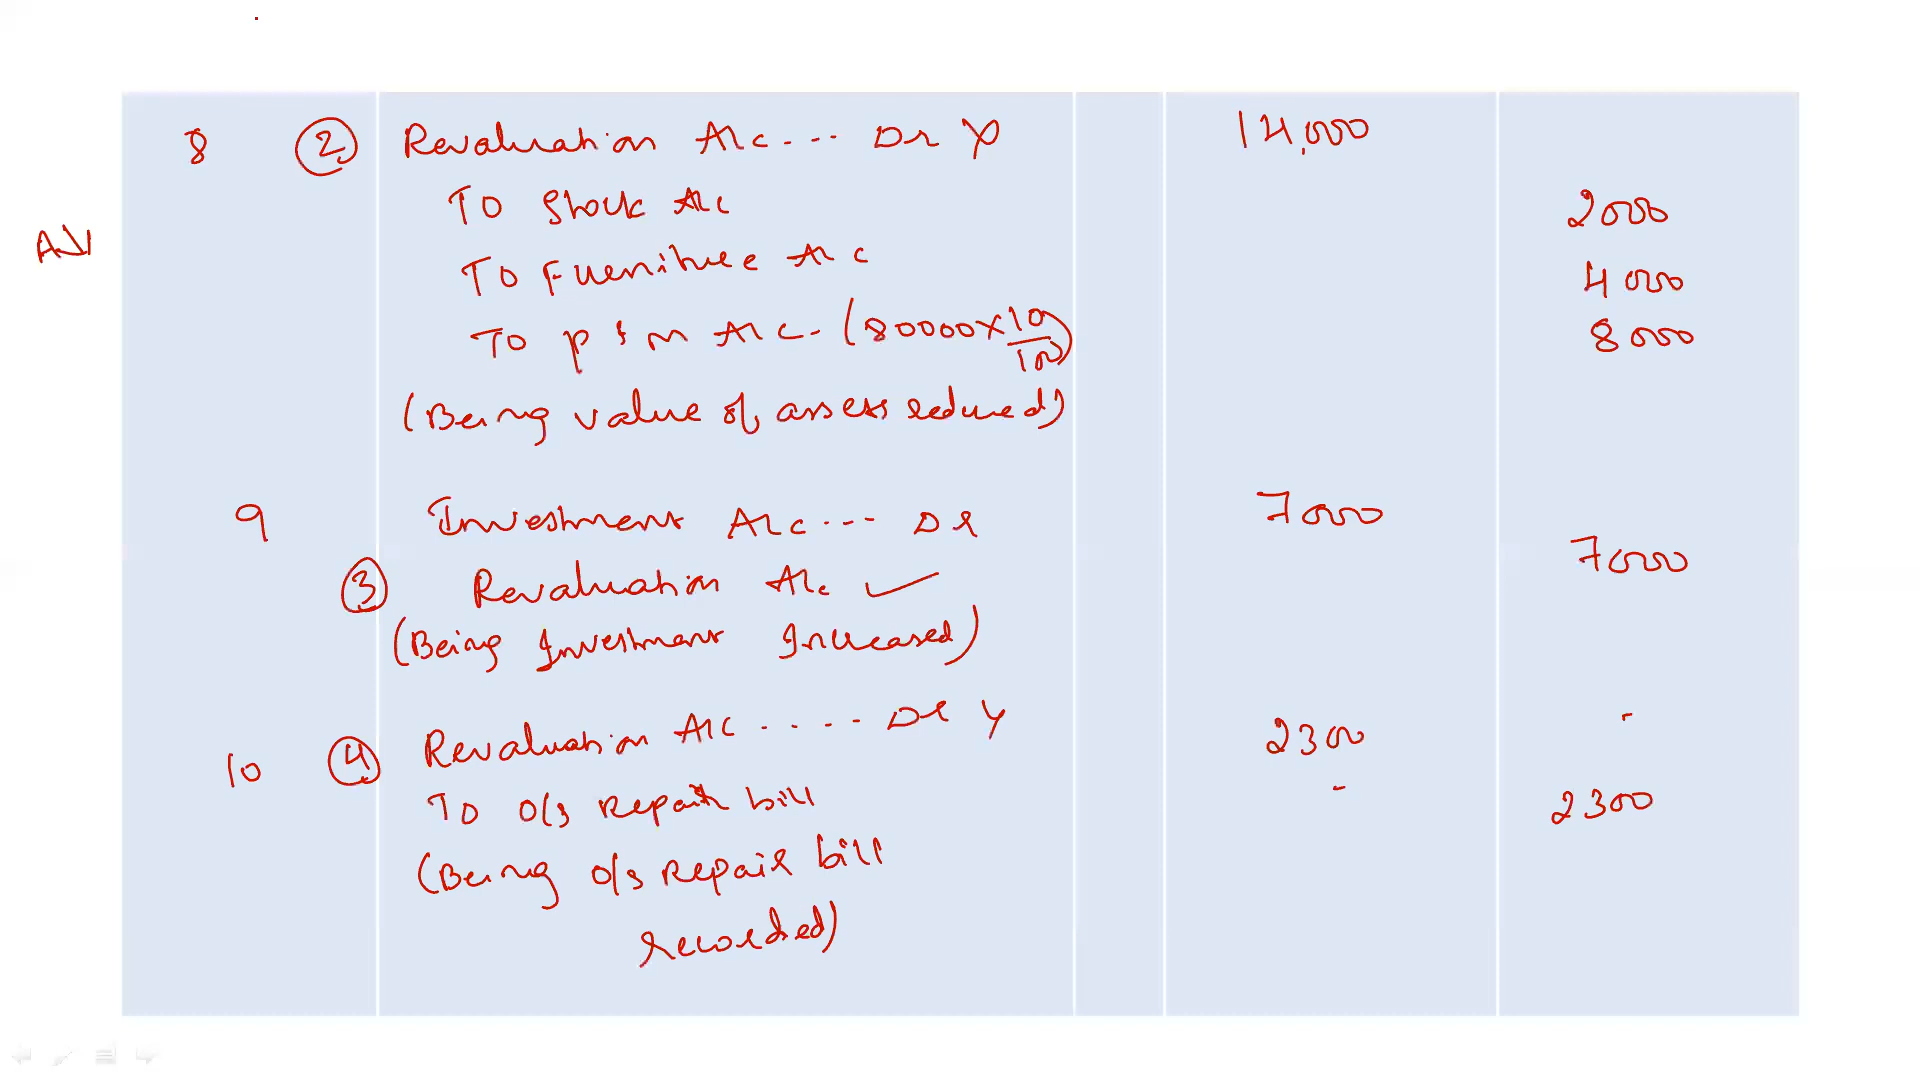 8 (2) Revaluation A/c --- Dr 14,000
To Stock A/c 2000
To Furniture A/c 4000
To P & M A/c - (80000 × 10/100) 8000
(Being value of assess reduced)
9 Investment A/c --- Dr 7000
(3) Revaluation A/c ✓ 7000
(Being Investment Increased)
10 (4) Revaluation A/c ---- Dr 2300
To O/s repair bill 2300
(Being O/s repair bill
recorded)